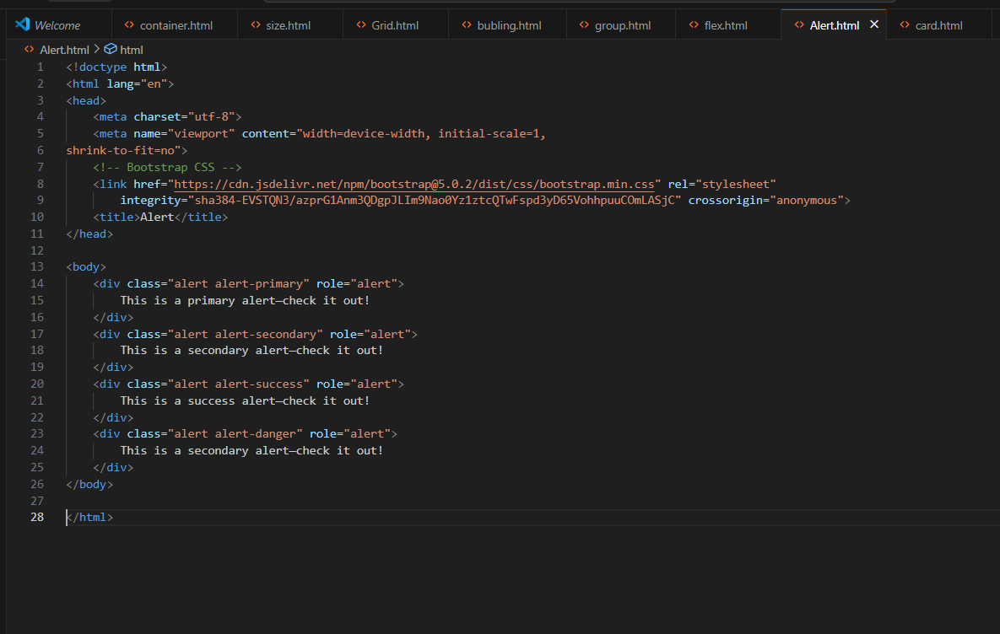 Welcome
container.html
size.html
Grid.html
bubling.html
group.html
flex.html
Alert.html
card.html
Alert.html > html
1 <!doctype html>
2 <html lang="en">
3 <head>
4 <meta charset="utf-8">
5 <meta name="viewport" content="width=device-width, initial-scale=1,
6 shrink-to-fit=no">
7 <!-- Bootstrap CSS -->
8 <link href="https://cdn.jsdelivr.net/npm/bootstrap@5.0.2/dist/css/bootstrap.min.css" rel="stylesheet"
9 integrity="sha384-EVSTQN3/azprG1Anm3QDgpJLIm9Nao0Yz1ztcQTwFspd3yD65VohhpuuCOmLASjC" crossorigin="anonymous">
10 <title>Alert</title>
11 </head>
12
13 <body>
14 <div class="alert alert-primary" role="alert">
15 This is a primary alert—check it out!
16 </div>
17 <div class="alert alert-secondary" role="alert">
18 This is a secondary alert—check it out!
19 </div>
20 <div class="alert alert-success" role="alert">
21 This is a success alert—check it out!
22 </div>
23 <div class="alert alert-danger" role="alert">
24 This is a secondary alert—check it out!
25 </div>
26 </body>
27
28 </html>